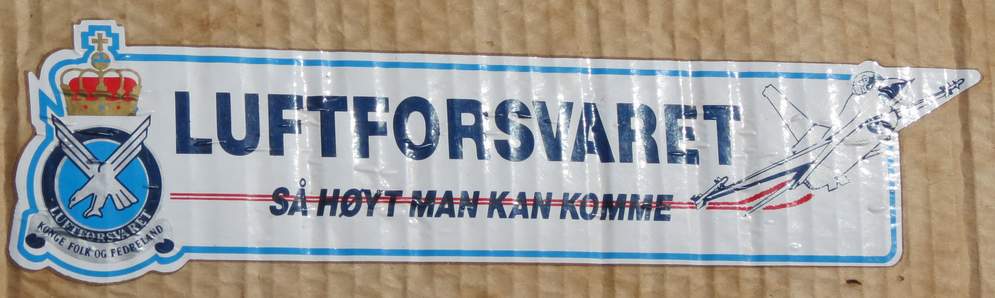 LUFTFORSVARET
SÅ HØYT MAN KAN KOMME
LUFTFORSVARET
KONGE FOLK OG FEDRELAND